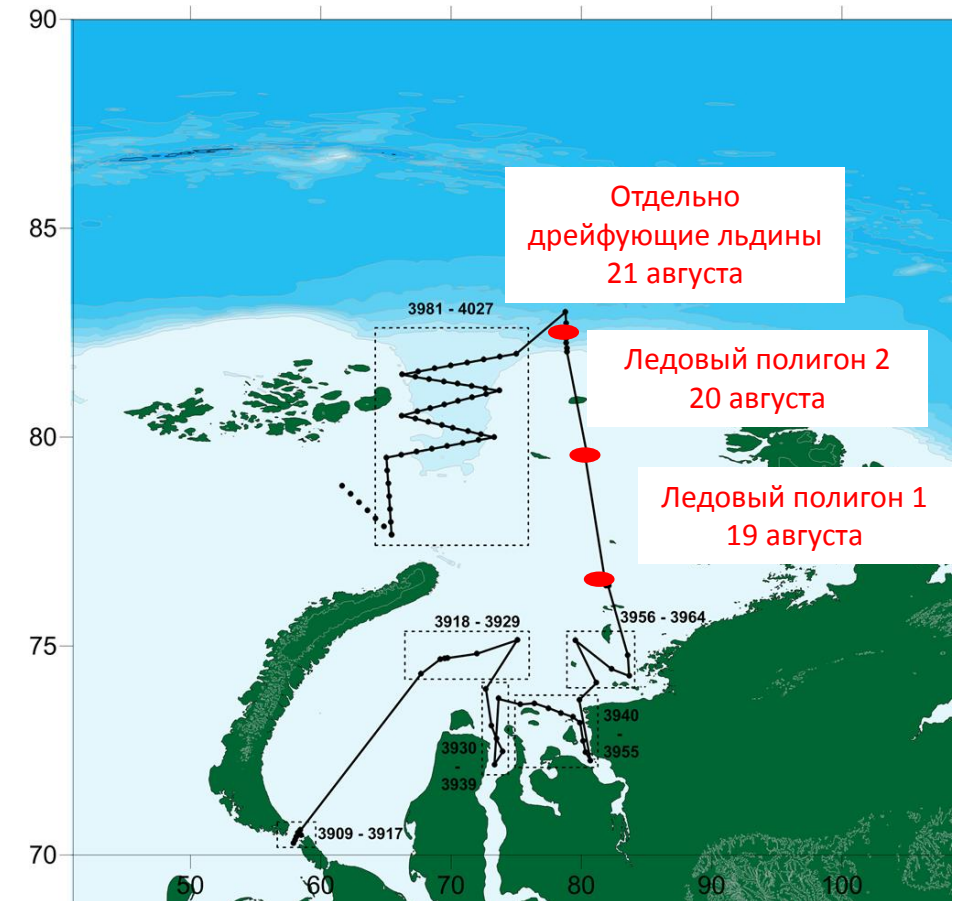 90
Отдельно
дрейфующие льдины
21 августа
85
3981 - 4027
Ледовый полигон 2
20 августа
80
Ледовый полигон 1
19 августа
3918 - 3929
3956 - 3964
75
3930
-
3939
3940
-
3955
3909 - 3917
70
50
60
70
80
90
100